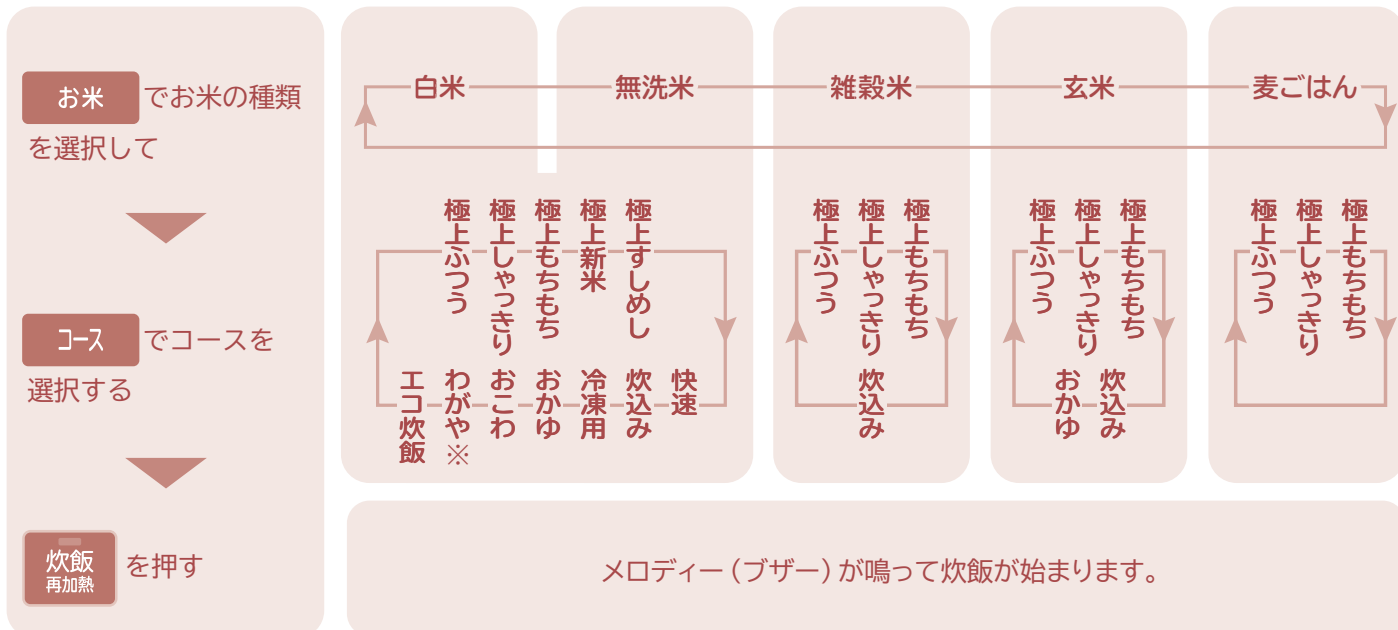 お米 でお米の種類
を選択して
コース でコースを
選択する
炊飯
再加熱
を押す
白米
無洗米
雑穀米
玄米
麦ごはん
極上ふつう
極上しゃっきり
極上もちもち
極上新米
極上すしめし
エコ炊飯
わがや※
おこわ
おかゆ
冷凍用
炊込み
快速
極上ふつう
極上しゃっきり
極上もちもち
炊込み
極上ふつう
極上しゃっきり
極上もちもち
おかゆ
炊込み
極上ふつう
極上しゃっきり
極上もちもち
メロディー(ブザー)が鳴って炊飯が始まります。